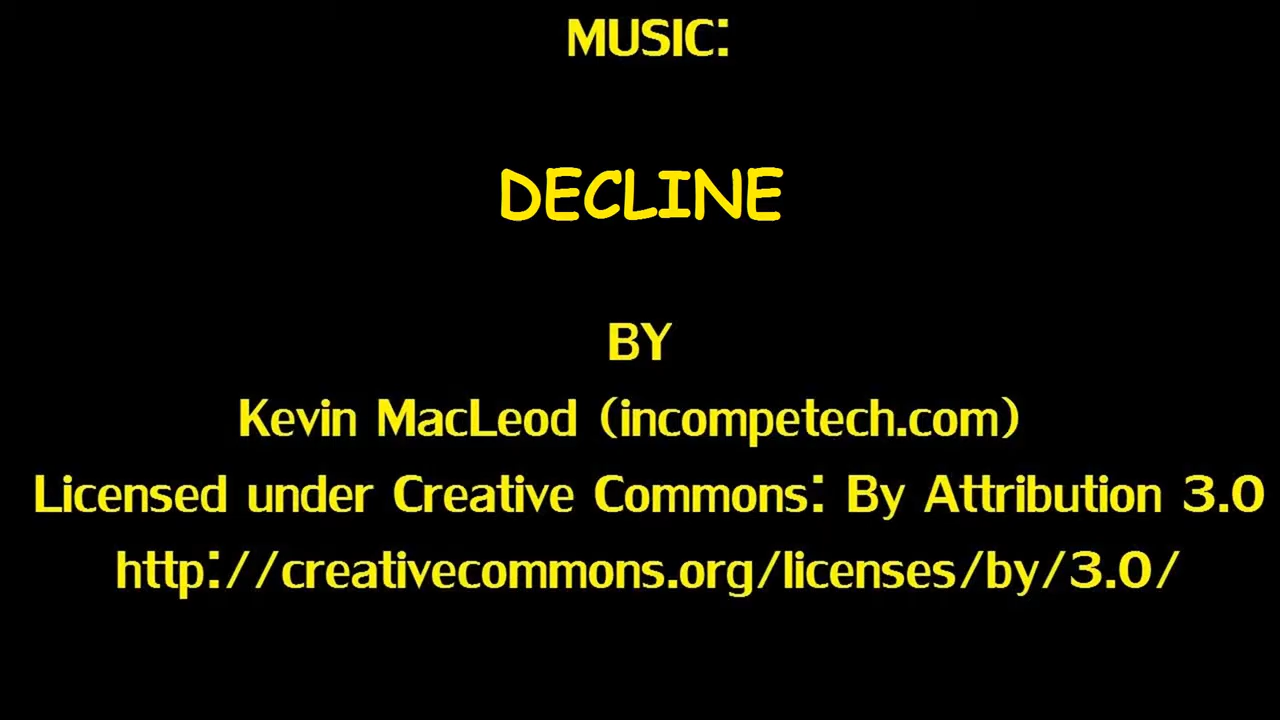 MUSIC:
DECLINE
BY
Kevin MacLeod (incompetech.com)
Licensed under Creative Commons: By Attribution 3.0
http://creativecommons.org/licenses/by/3.0/